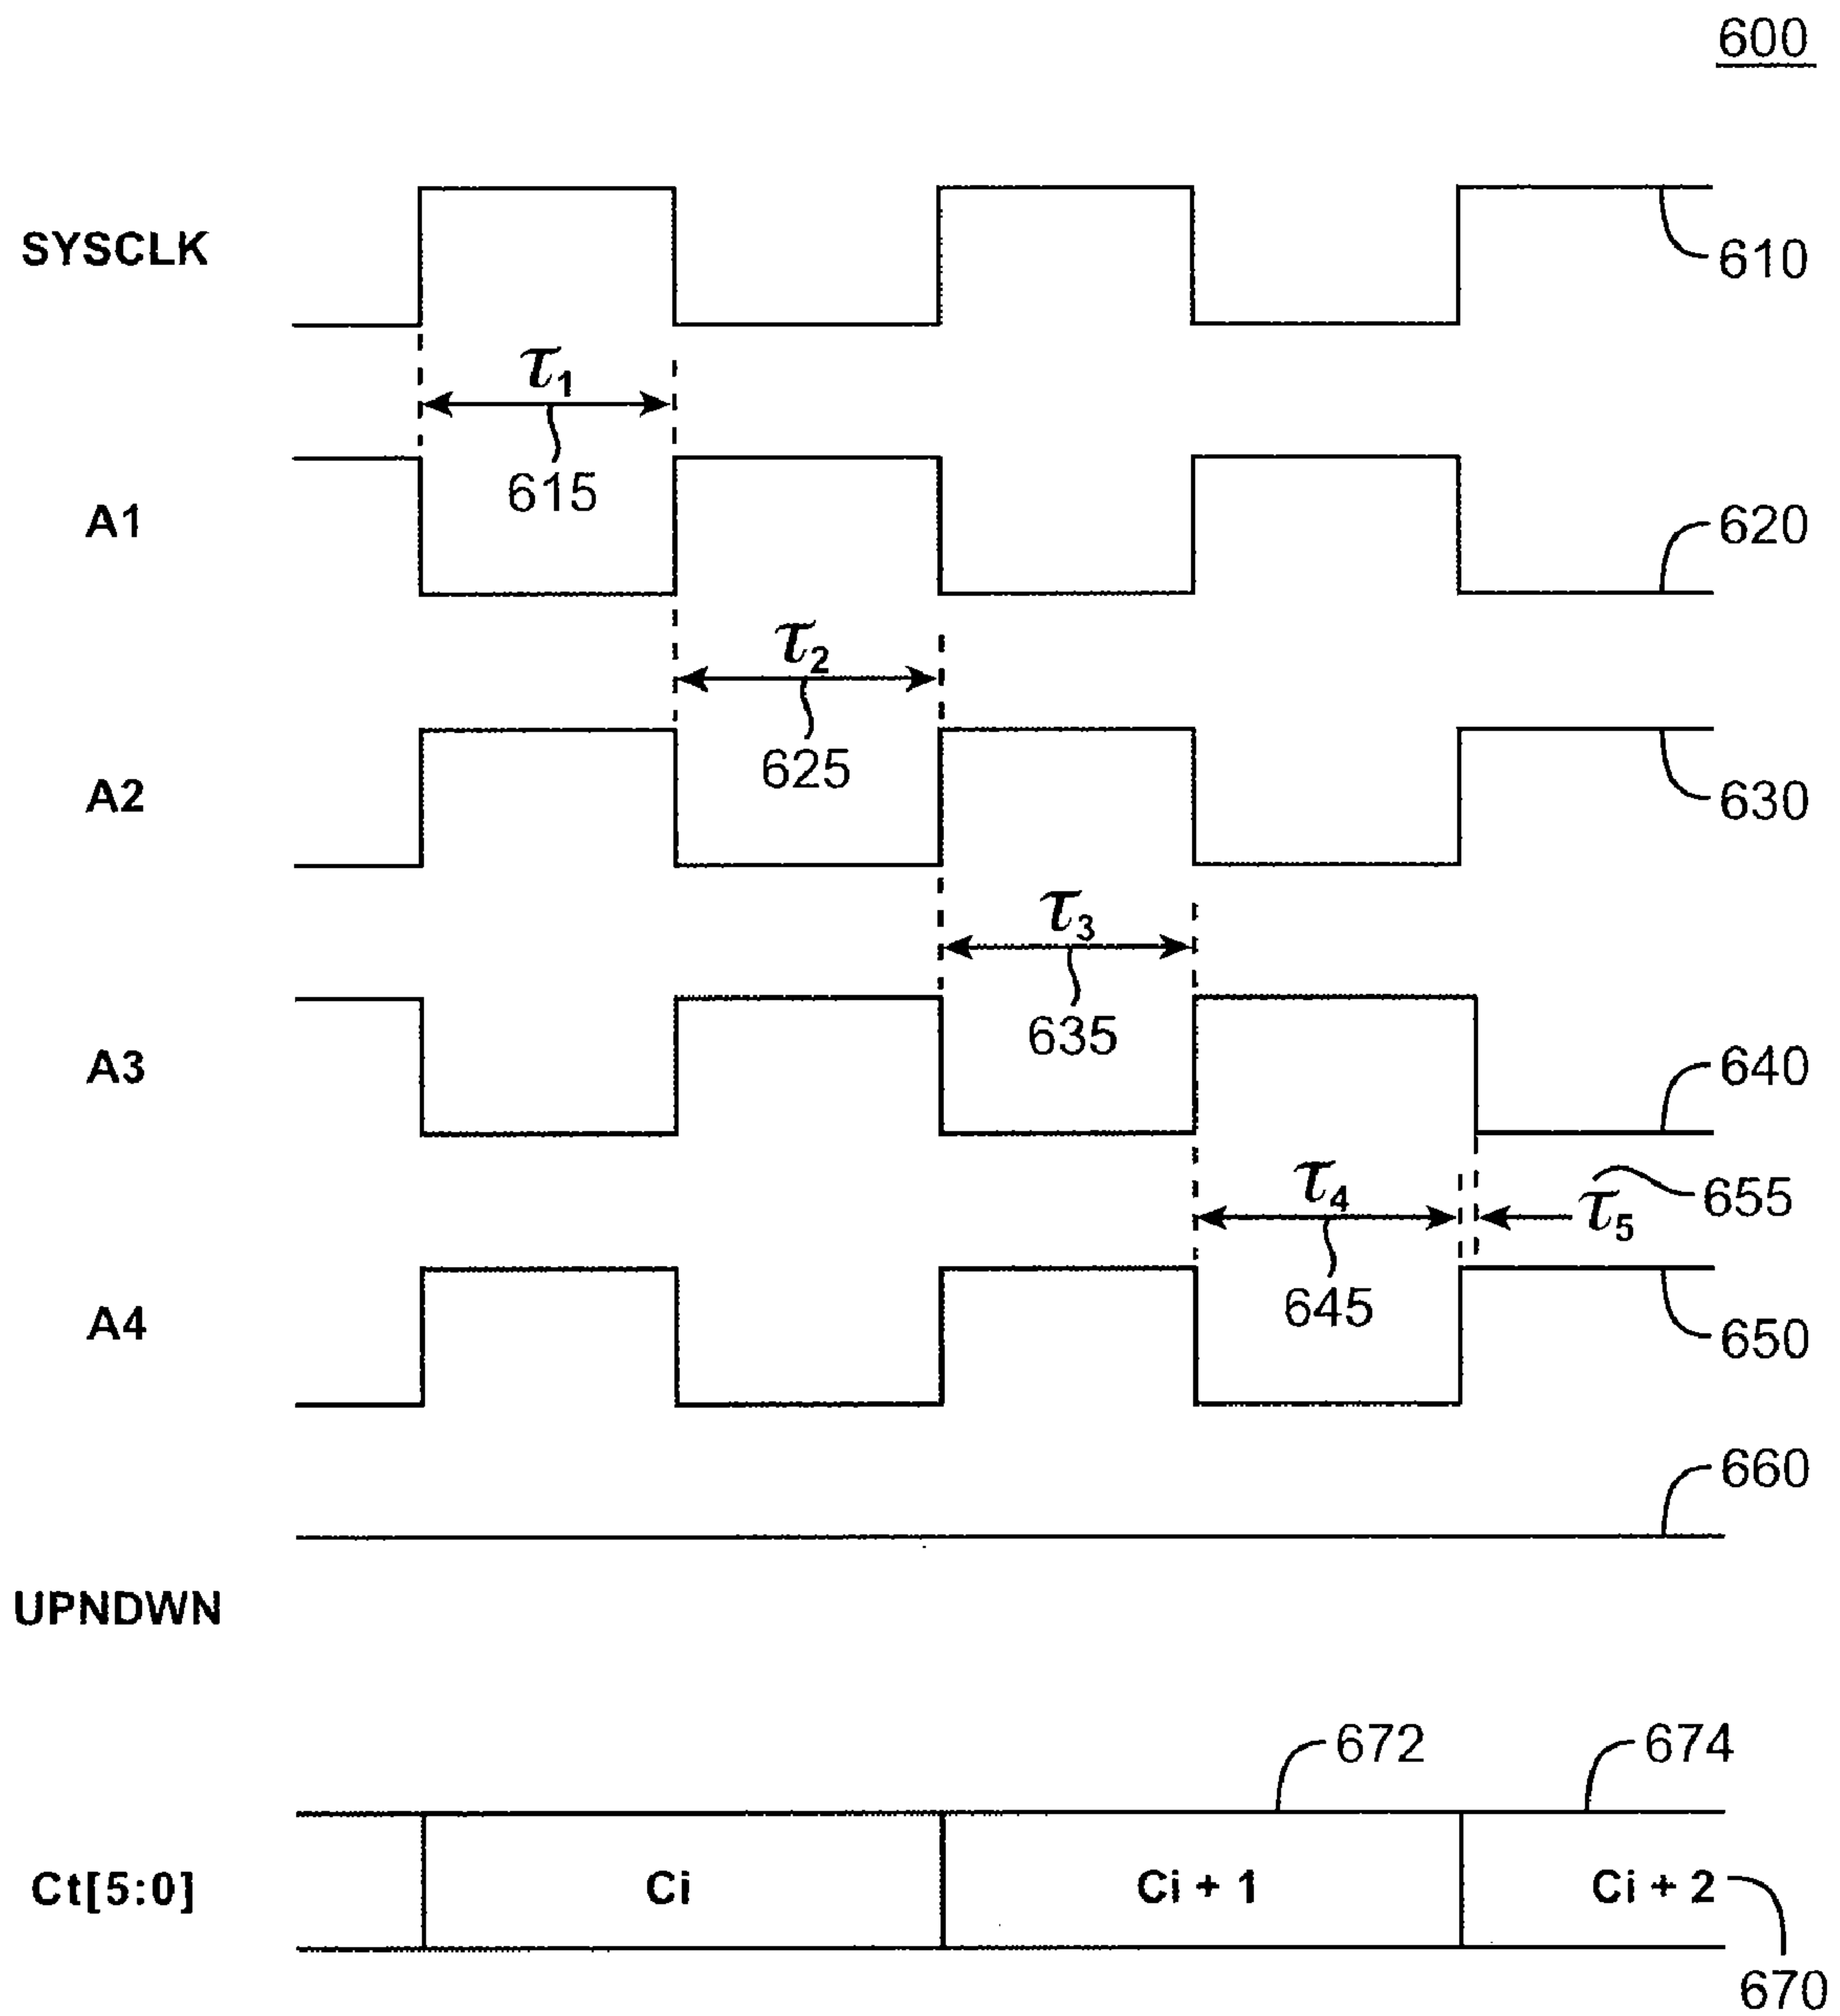 600
SYSCLK
610
τ1
615
A1
620
τ2
625
A2
630
τ3
635
A3
640
τ4
τ5
655
645
A4
650
660
UPNDWN
672
674
Ct[5:0]
Ci
Ci + 1
Ci + 2
670